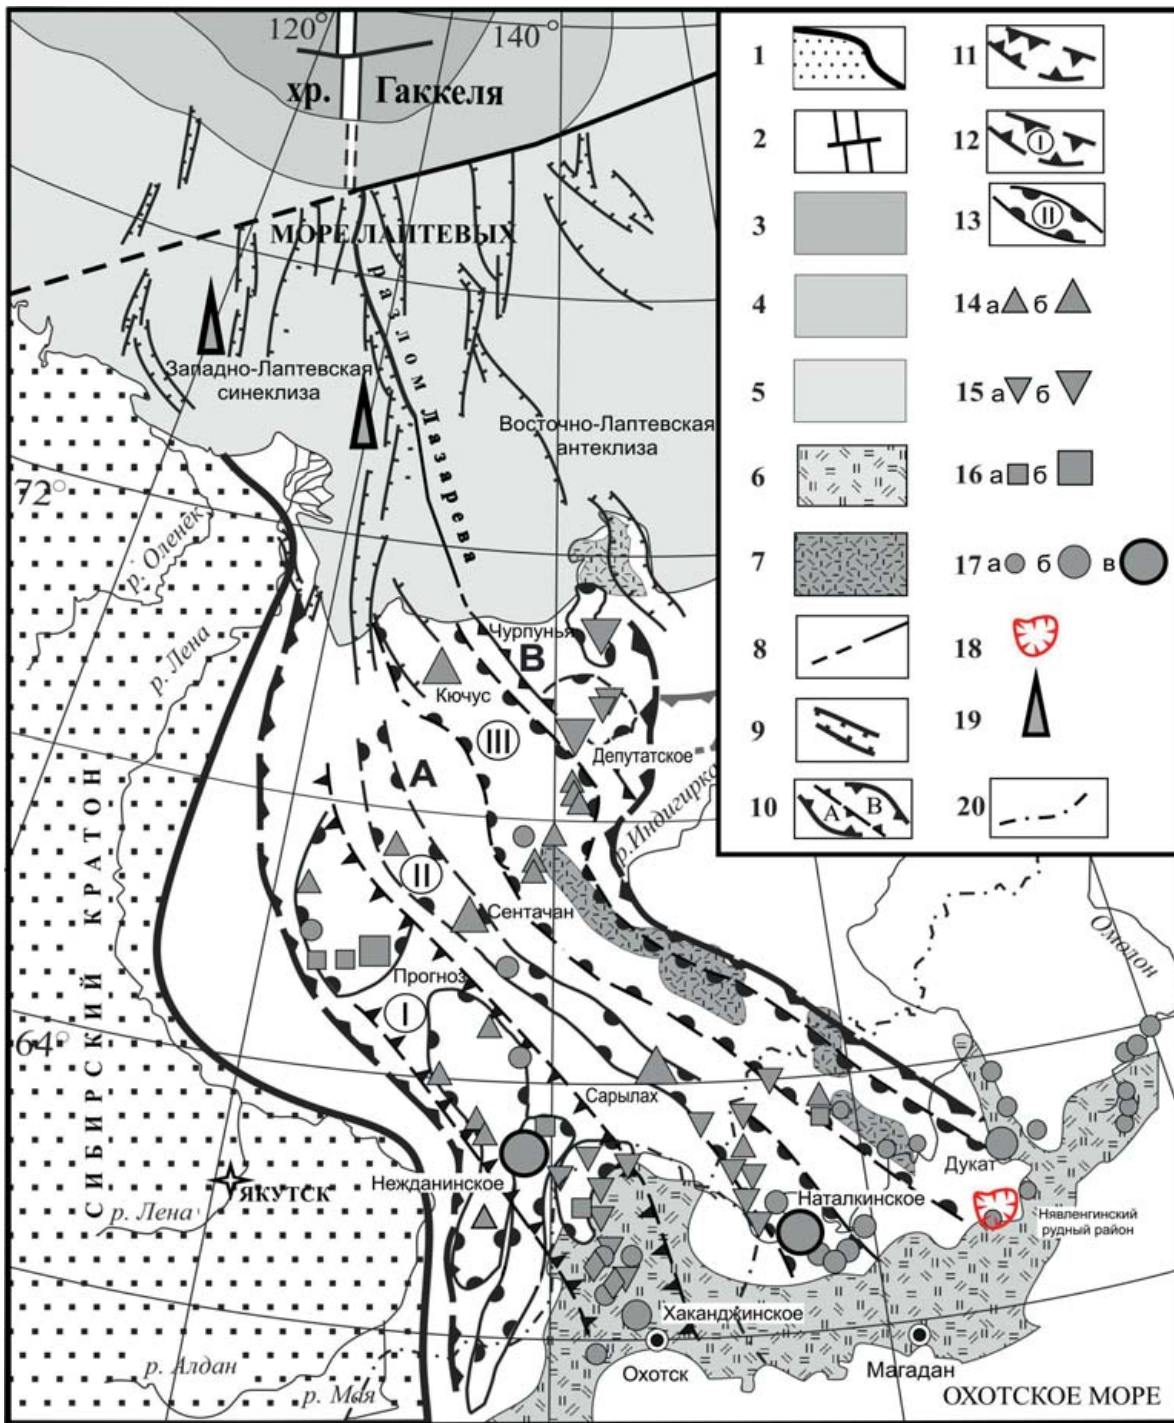 120°
140°
хр. Гаккеля
МОРЕ ЛАПТЕВЫХ
разлом Лазарева
Западно-Лаптевская
синеклиза
Восточно-Лаптевская
антеклиза
72°
р. Оленёк
р. Лена
Чурпунья
B
Кючус
III
Депутатское
A
р.Индигирка
II
Сентачан
Омолон
СИБИРСКИЙ КРАТОН
Прогноз
I
64°
Сарылах
Дукат
Нежданинское
Наталкинское
ЯКУТСК
р. Лена
Нявленгинский
рудный район
Хаканджинское
Охотск
Магадан
р. Алдан
р. Мая
ОХОТСКОЕ МОРЕ
1
2
3
4
5
6
7
8
9
10 A B
11
12 I
13 II
14 а б
15 а б
16 а б
17 а б в
18
19
20